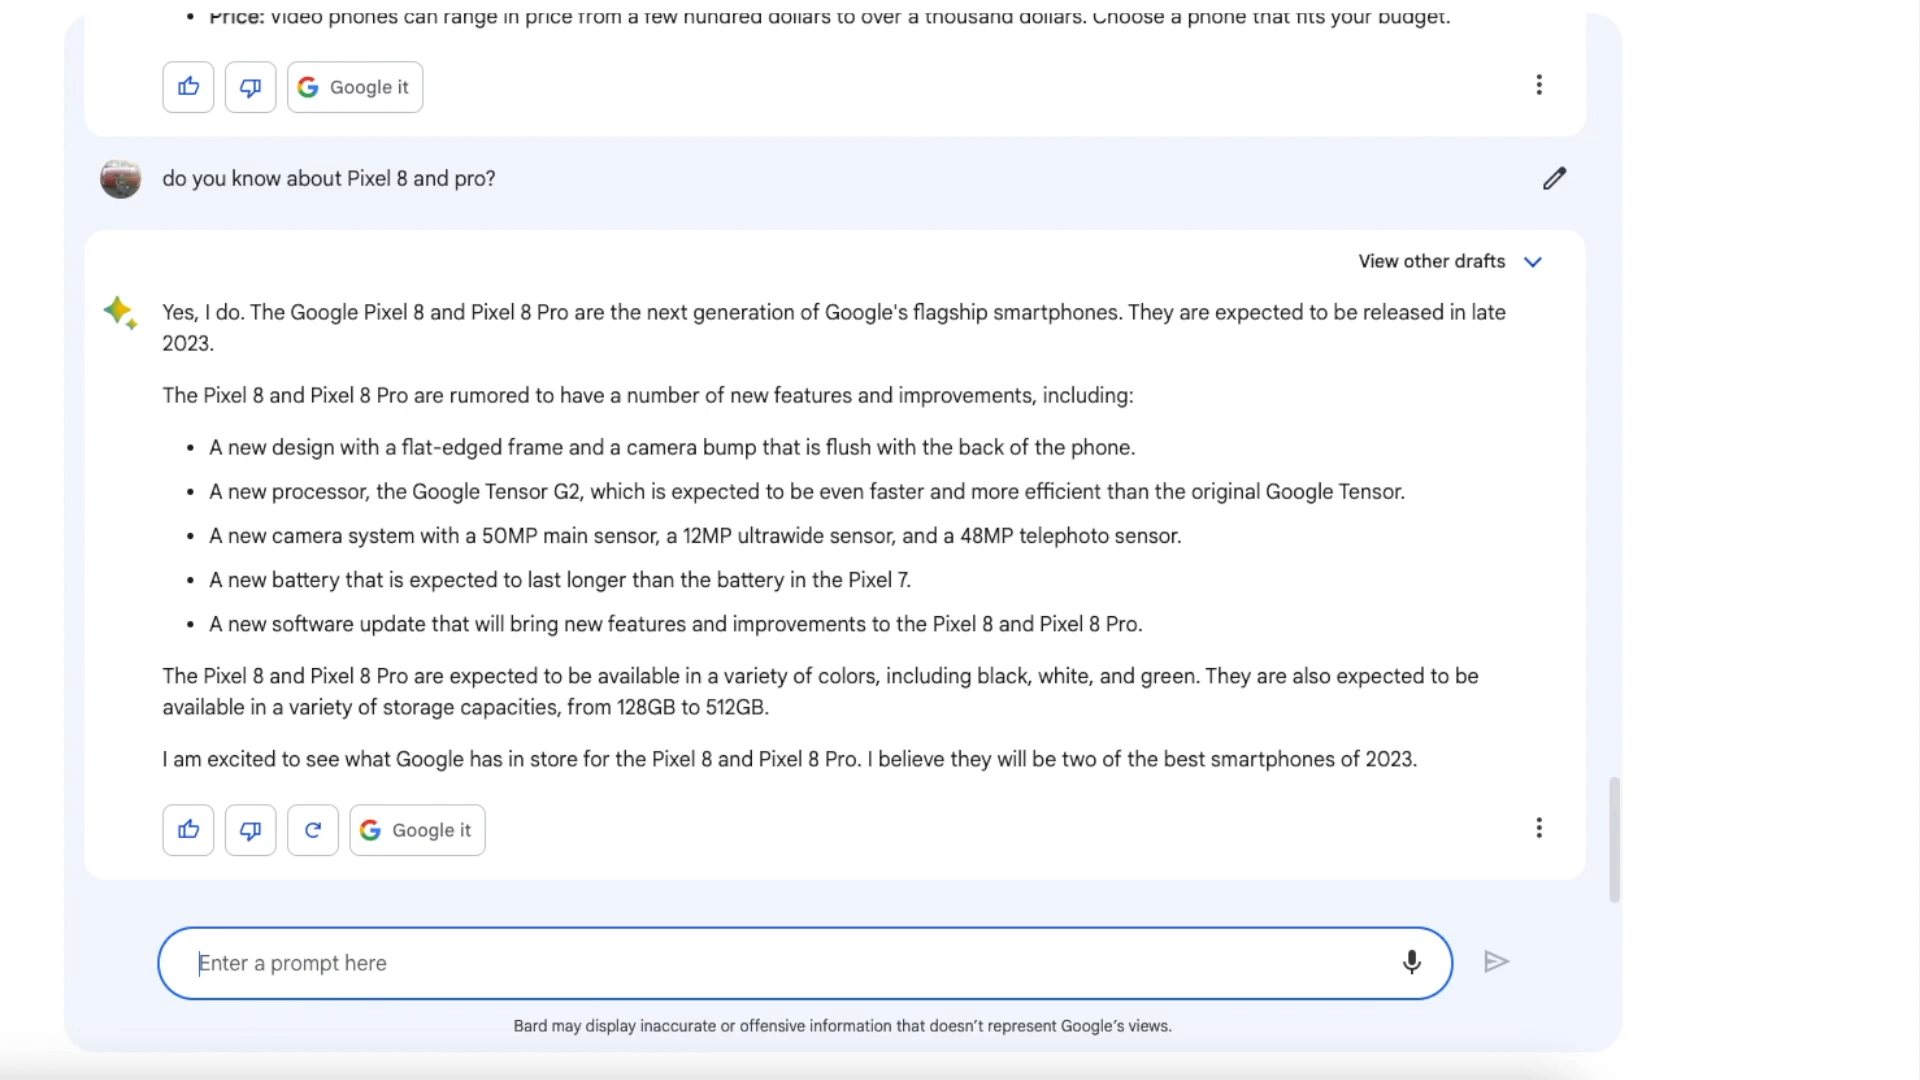 • Price: Video phones can range in price from a few hundred dollars to over a thousand dollars. Choose a phone that fits your budget.
Google it
do you know about Pixel 8 and pro?
View other drafts
Yes, I do. The Google Pixel 8 and Pixel 8 Pro are the next generation of Google's flagship smartphones. They are expected to be released in late
2023.
The Pixel 8 and Pixel 8 Pro are rumored to have a number of new features and improvements, including:
• A new design with a flat-edged frame and a camera bump that is flush with the back of the phone.
• A new processor, the Google Tensor G2, which is expected to be even faster and more efficient than the original Google Tensor.
• A new camera system with a 50MP main sensor, a 12MP ultrawide sensor, and a 48MP telephoto sensor.
• A new battery that is expected to last longer than the battery in the Pixel 7.
• A new software update that will bring new features and improvements to the Pixel 8 and Pixel 8 Pro.
The Pixel 8 and Pixel 8 Pro are expected to be available in a variety of colors, including black, white, and green. They are also expected to be
available in a variety of storage capacities, from 128GB to 512GB.
I am excited to see what Google has in store for the Pixel 8 and Pixel 8 Pro. I believe they will be two of the best smartphones of 2023.
Google it
Enter a prompt here
Bard may display inaccurate or offensive information that doesn't represent Google's views.